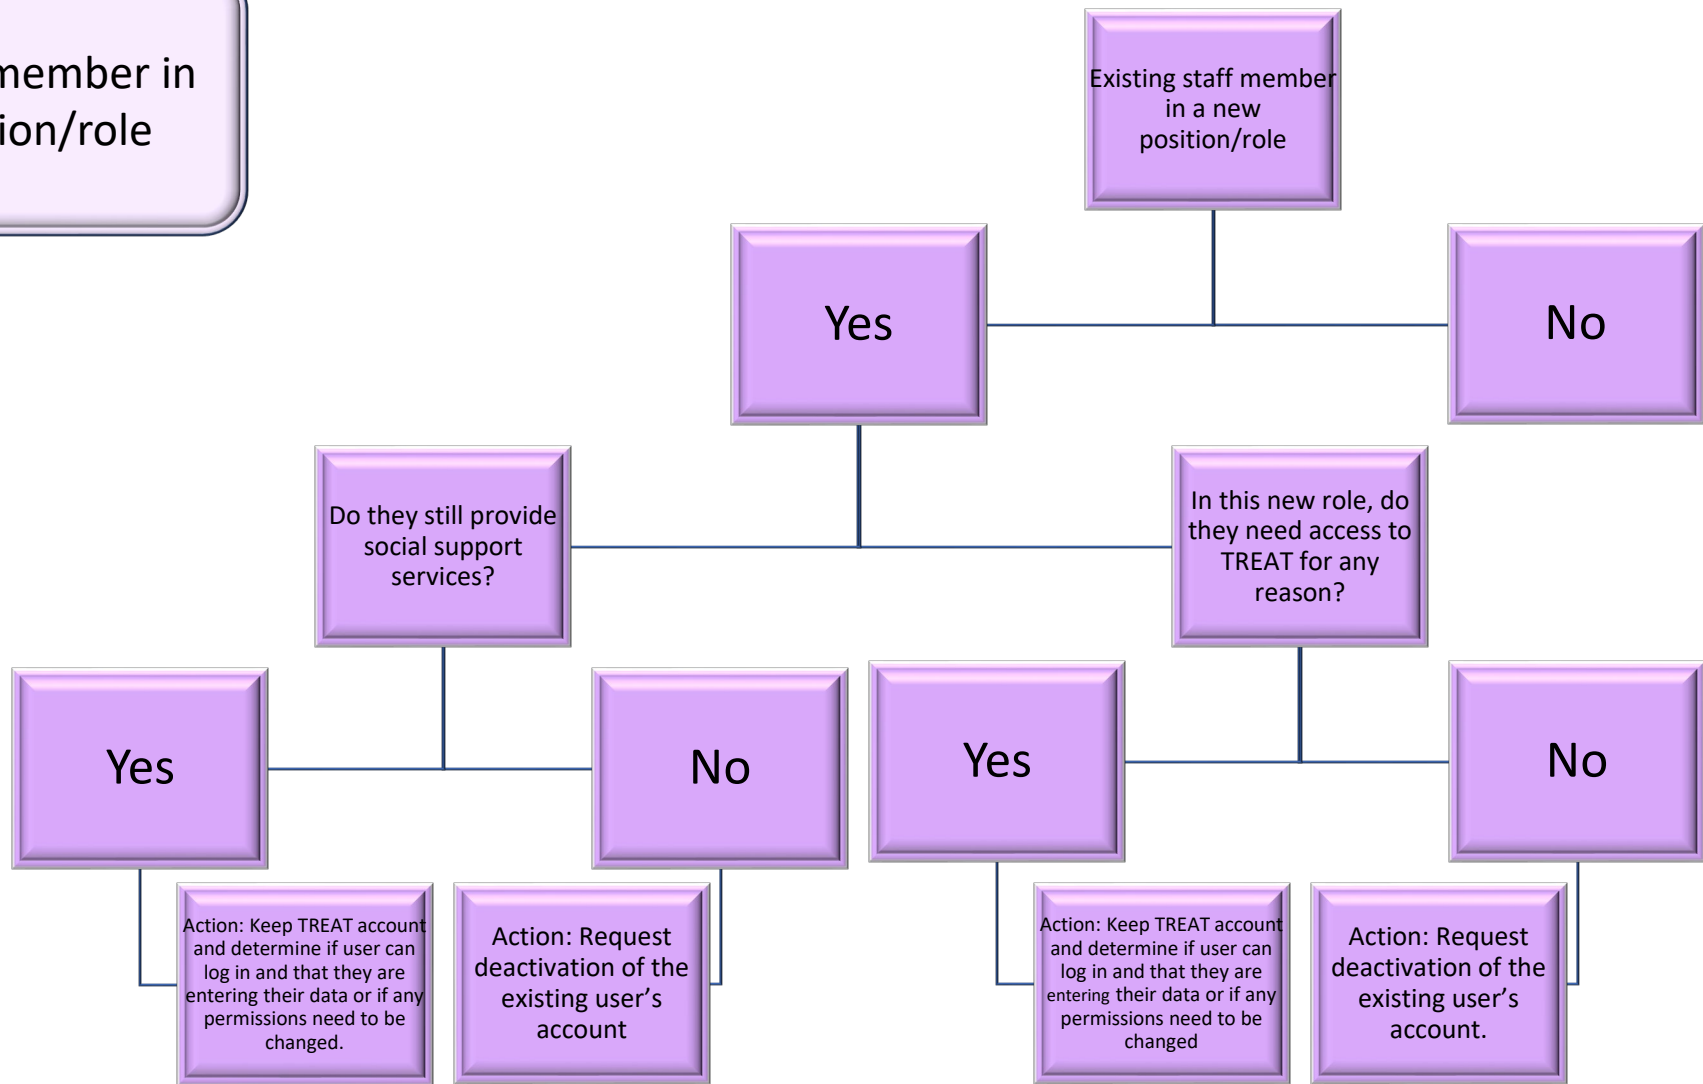 member in
ion/role
Existing staff member
in a new
position/role
Yes
No
Do they still provide
social support
services?
In this new role, do
they need access to
TREAT for any
reason?
Yes
No
Yes
No
Action: Keep TREAT account
and determine if user can
log in and that they are
entering their data or if any
permissions need to be
changed.
Action: Request
deactivation of the
existing user’s
account
Action: Keep TREAT account
and determine if user can
log in and that they are
entering their data or if any
permissions need to be
changed
Action: Request
deactivation of the
existing user’s
account.